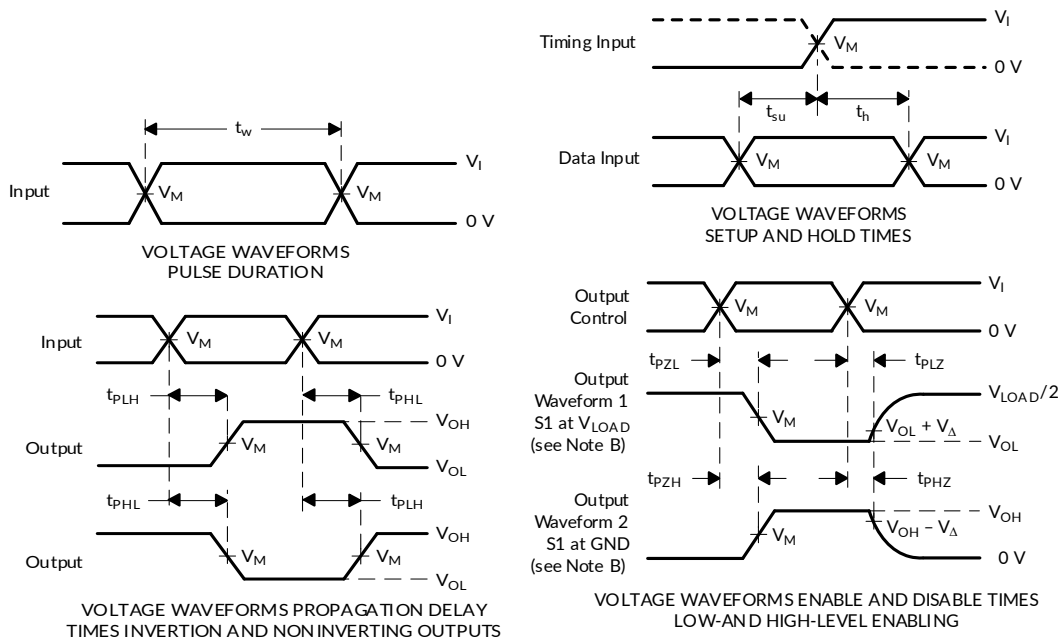 t_w
Input
V_M
V_M
V_I
0 V
VOLTAGE WAVEFORMS
PULSE DURATION
Timing Input
V_M
V_I
0 V
t_su
t_h
Data Input
V_M
V_M
V_I
0 V
VOLTAGE WAVEFORMS
SETUP AND HOLD TIMES
Input
V_M
V_M
V_I
0 V
t_PLH
t_PHL
Output
V_M
V_M
V_OH
V_OL
t_PHL
t_PLH
Output
V_M
V_M
V_OH
V_OL
VOLTAGE WAVEFORMS PROPAGATION DELAY
TIMES INVERTION AND NONINVERTING OUTPUTS
Output
Control
V_M
V_M
V_I
0 V
t_PZL
t_PLZ
Output
Waveform 1
S1 at V_LOAD
(see Note B)
V_M
V_LOAD/2
V_OL + V_Δ
V_OL
t_PZH
t_PHZ
Output
Waveform 2
S1 at GND
(see Note B)
V_M
V_OH
V_OH – V_Δ
0 V
VOLTAGE WAVEFORMS ENABLE AND DISABLE TIMES
LOW-AND HIGH-LEVEL ENABLING